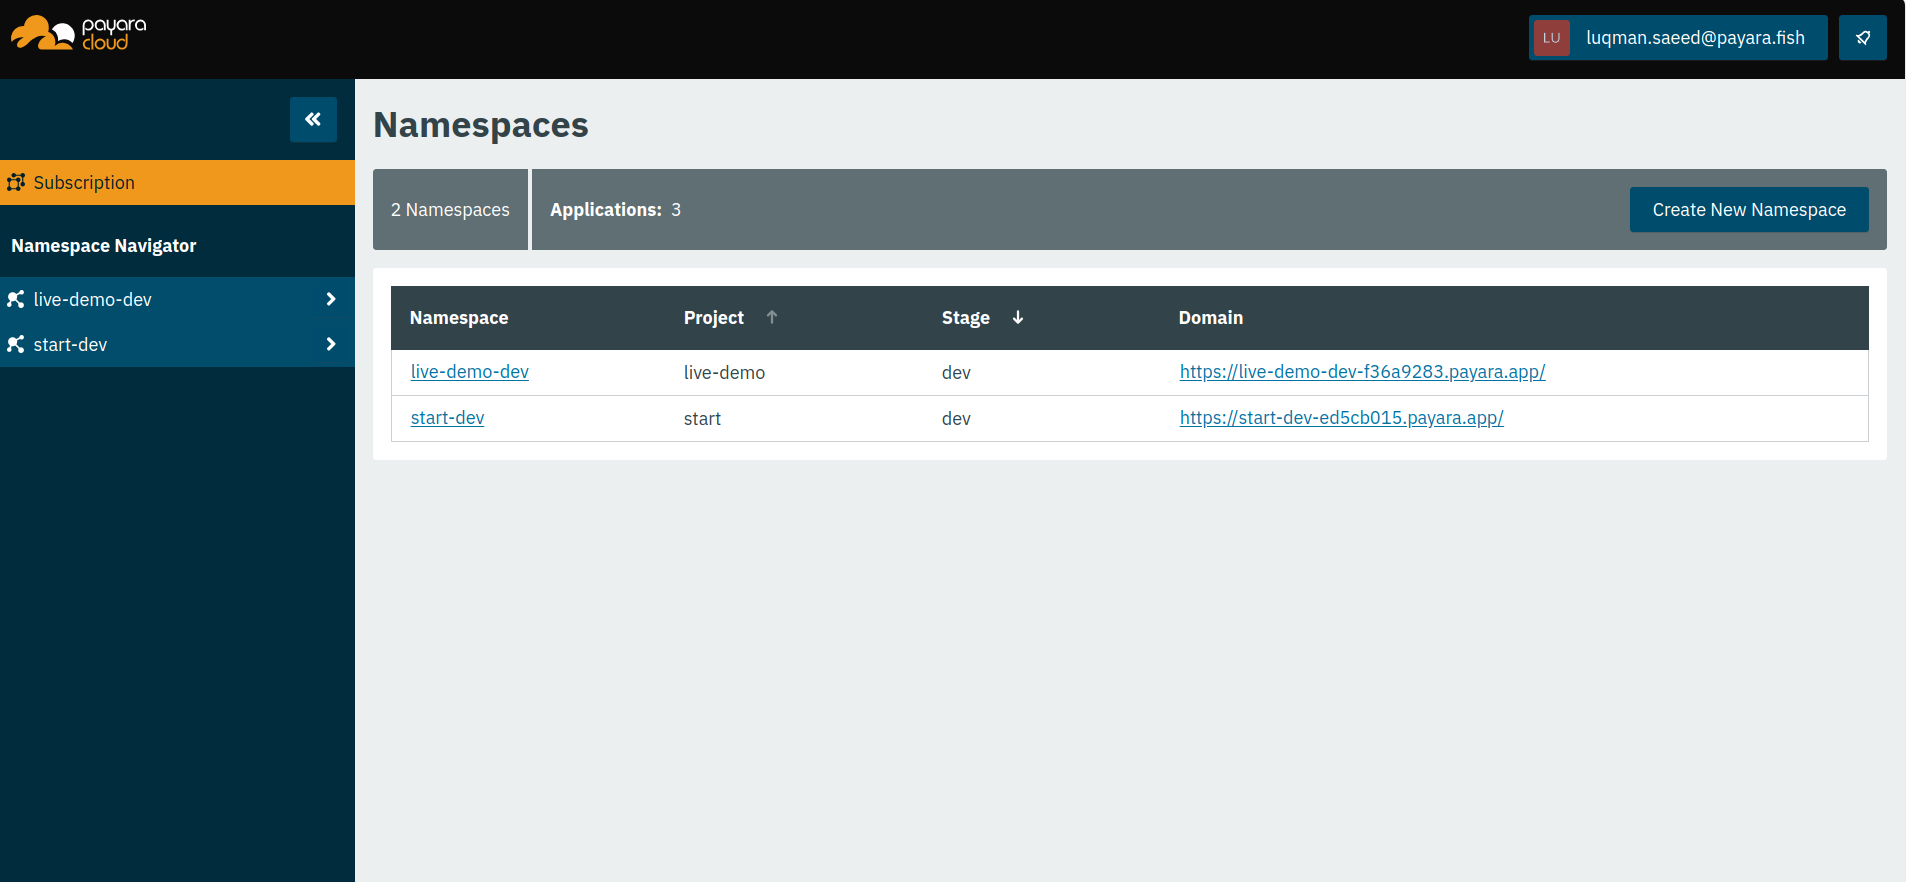 payara
cloud
LU luqman.saeed@payara.fish
Subscription
Namespace Navigator
live-demo-dev
start-dev
Namespaces
2 Namespaces Applications: 3 Create New Namespace
Namespace Project Stage Domain
live-demo-dev live-demo dev https://live-demo-dev-f36a9283.payara.app/
start-dev start dev https://start-dev-ed5cb015.payara.app/